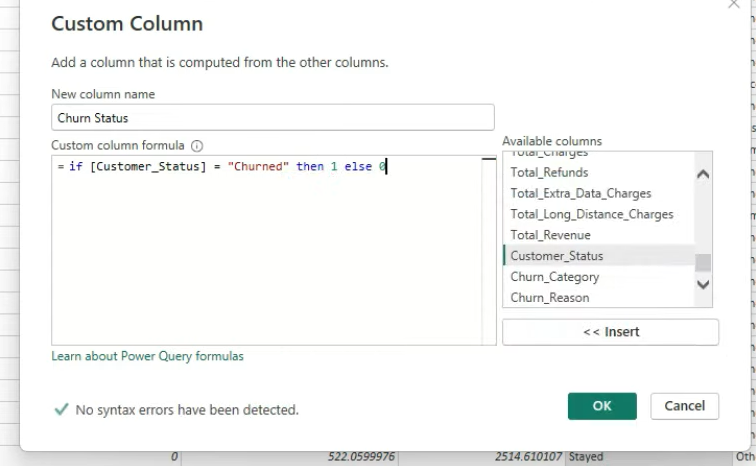 Custom Column
Add a column that is computed from the other columns.
New column name
Churn Status
Custom column formula
= if [Customer_Status] = "Churned" then 1 else 0
Available columns
Total_Charges
Total_Refunds
Total_Extra_Data_Charges
Total_Long_Distance_Charges
Total_Revenue
Customer_Status
Churn_Category
Churn_Reason
<< Insert
Learn about Power Query formulas
No syntax errors have been detected.
OK
Cancel
0 522.0599976 2514.610107 Stayed Oth